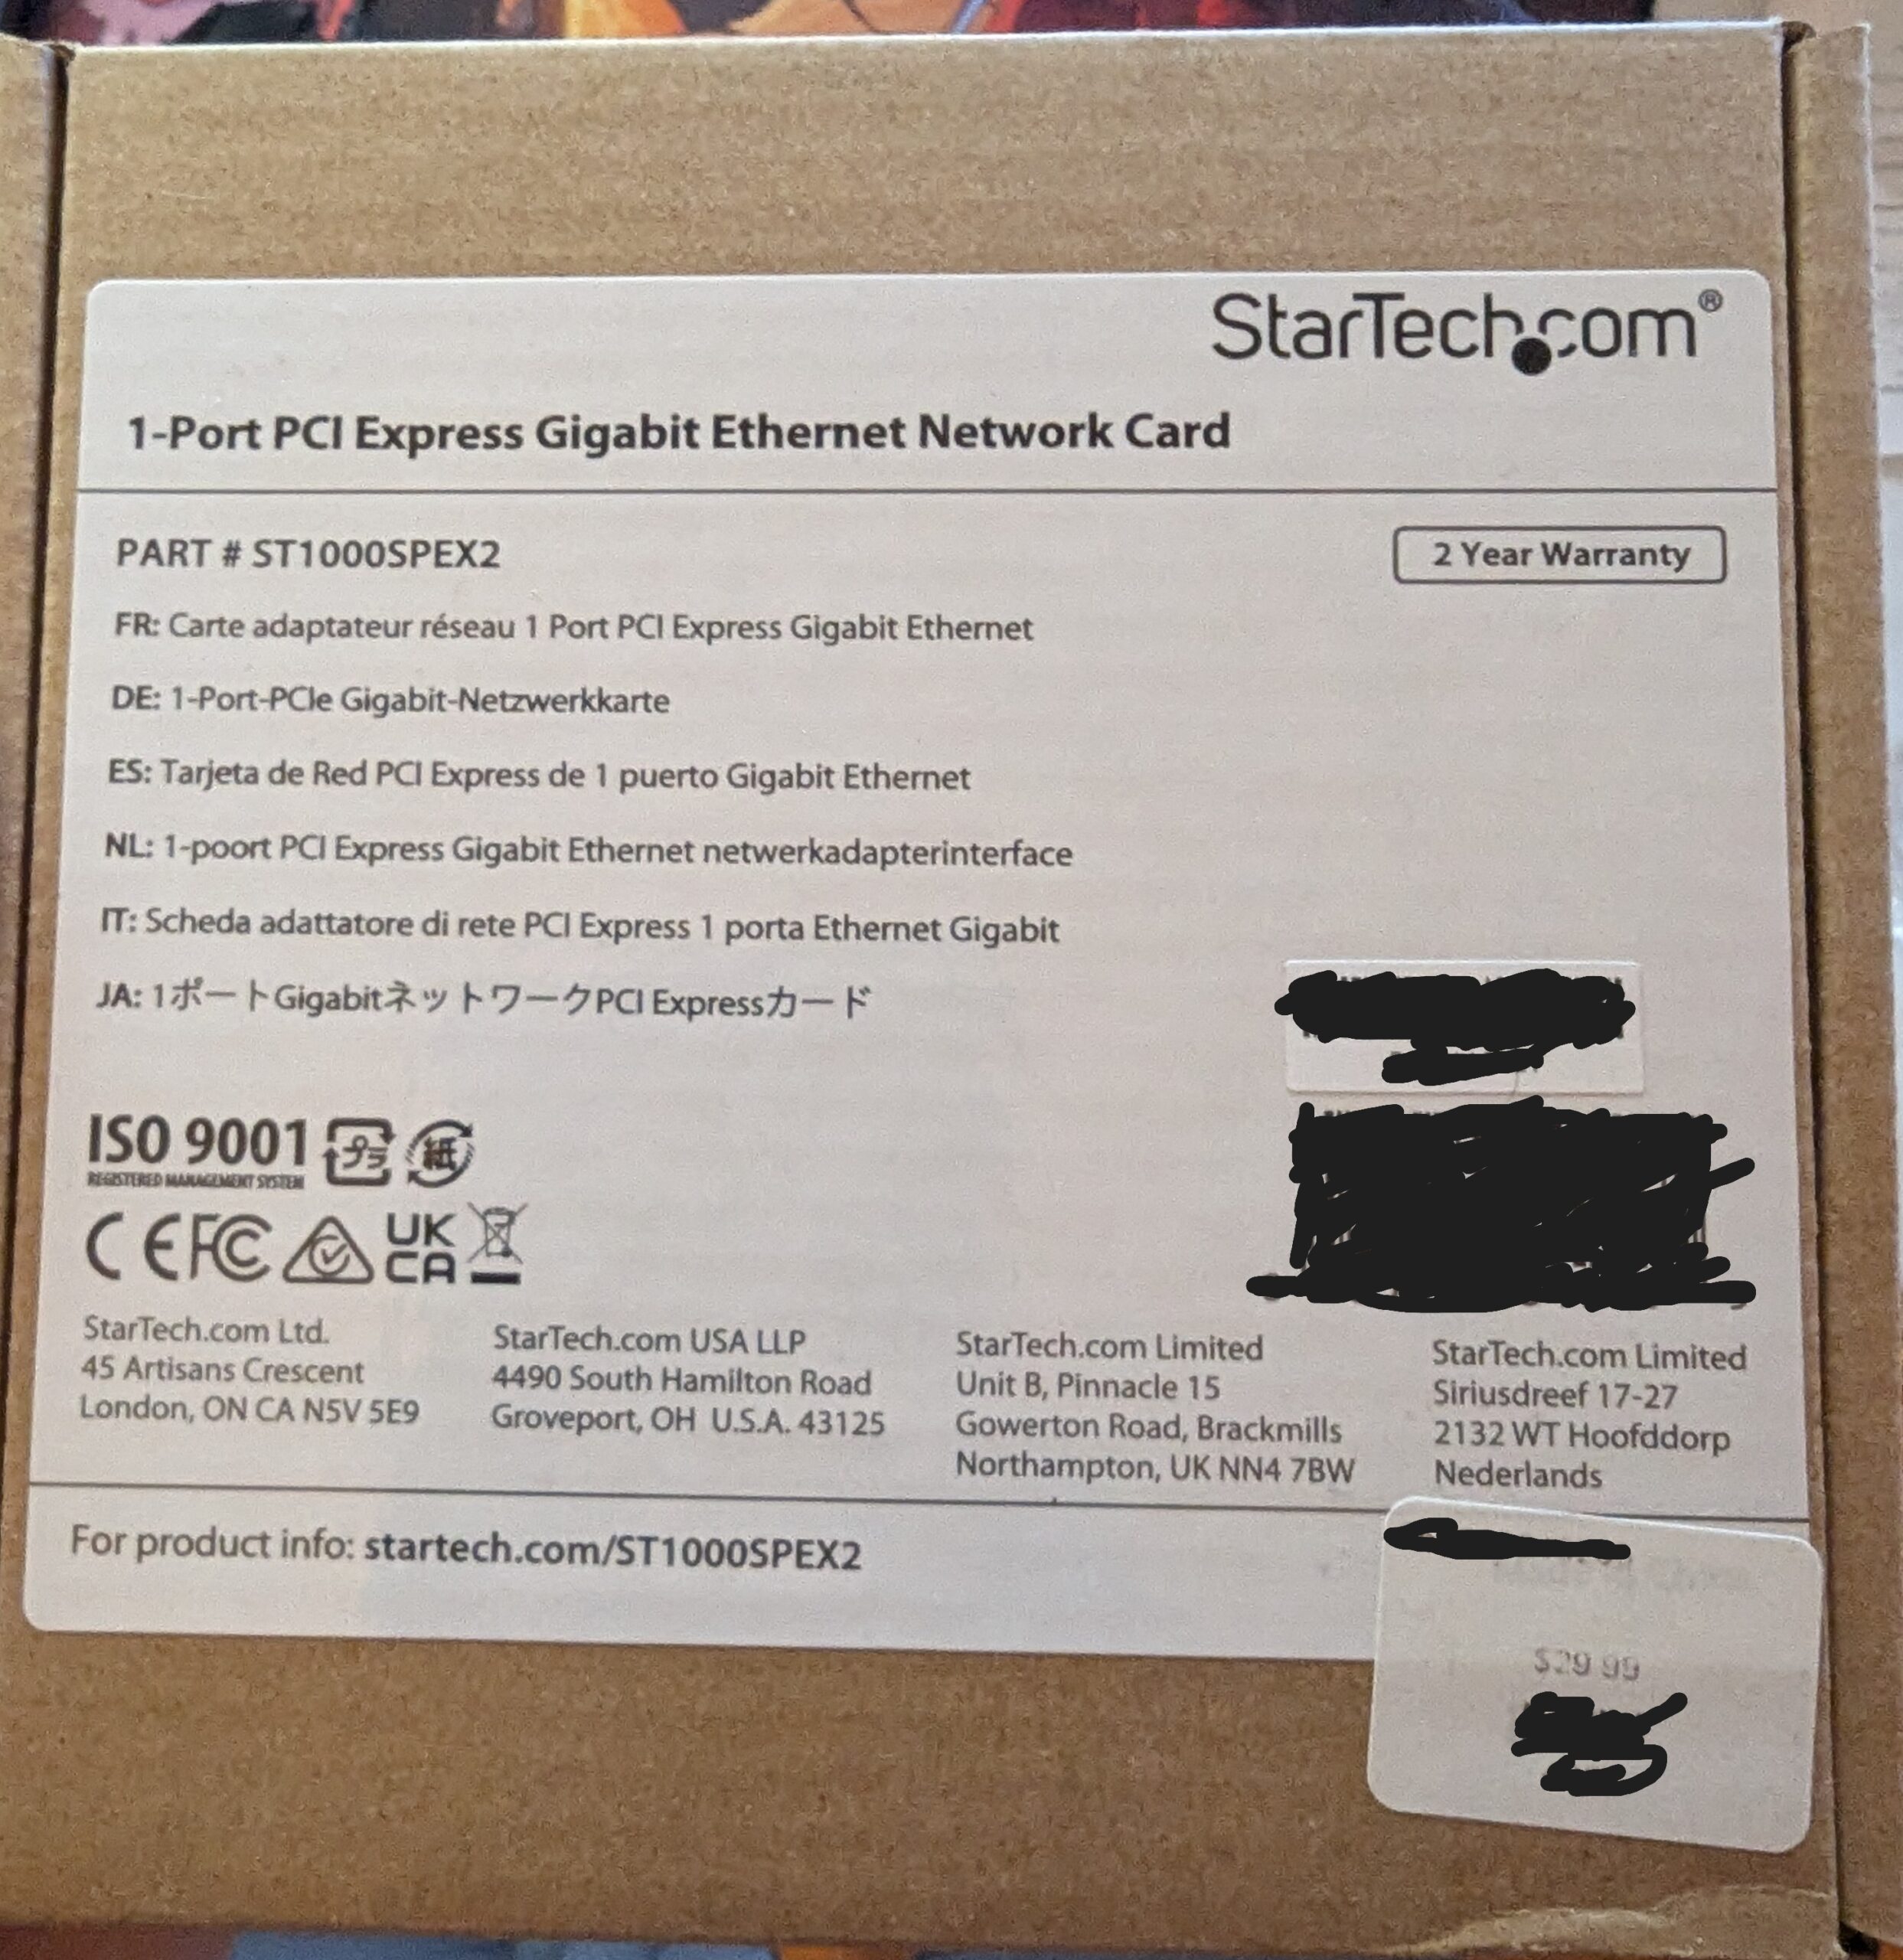 StarTech.com®
1-Port PCI Express Gigabit Ethernet Network Card
PART # ST1000SPEX2
2 Year Warranty
FR: Carte adaptateur réseau 1 Port PCI Express Gigabit Ethernet
DE: 1-Port-PCIe Gigabit-Netzwerkkarte
ES: Tarjeta de Red PCI Express de 1 puerto Gigabit Ethernet
NL: 1-poort PCI Express Gigabit Ethernet netwerkadapterinterface
IT: Scheda adattatore di rete PCI Express 1 porta Ethernet Gigabit
JA: 1ポートGigabitネットワークPCI Expressカード
ISO 9001 プラ 紙
REGISTERED MANAGEMENT SYSTEM
CE FC UK
CA
StarTech.com Ltd.
45 Artisans Crescent
London, ON CA N5V 5E9
StarTech.com USA LLP
4490 South Hamilton Road
Groveport, OH U.S.A. 43125
StarTech.com Limited
Unit B, Pinnacle 15
Gowerton Road, Brackmills
Northampton, UK NN4 7BW
StarTech.com Limited
Siriusdreef 17-27
2132 WT Hoofddorp
Nederlands
For product info: startech.com/ST1000SPEX2
$29.99